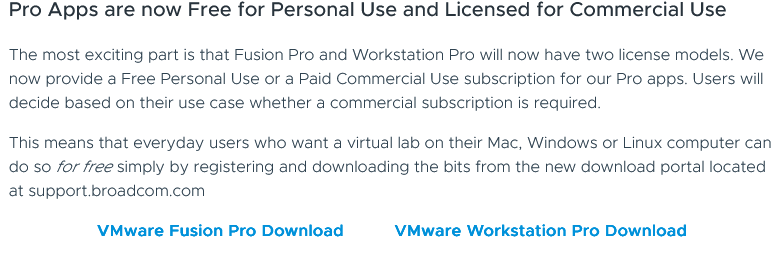 Pro Apps are now Free for Personal Use and Licensed for Commercial Use
The most exciting part is that Fusion Pro and Workstation Pro will now have two license models. We
now provide a Free Personal Use or a Paid Commercial Use subscription for our Pro apps. Users will
decide based on their use case whether a commercial subscription is required.
This means that everyday users who want a virtual lab on their Mac, Windows or Linux computer can
do so for free simply by registering and downloading the bits from the new download portal located
at support.broadcom.com
VMware Fusion Pro Download VMware Workstation Pro Download